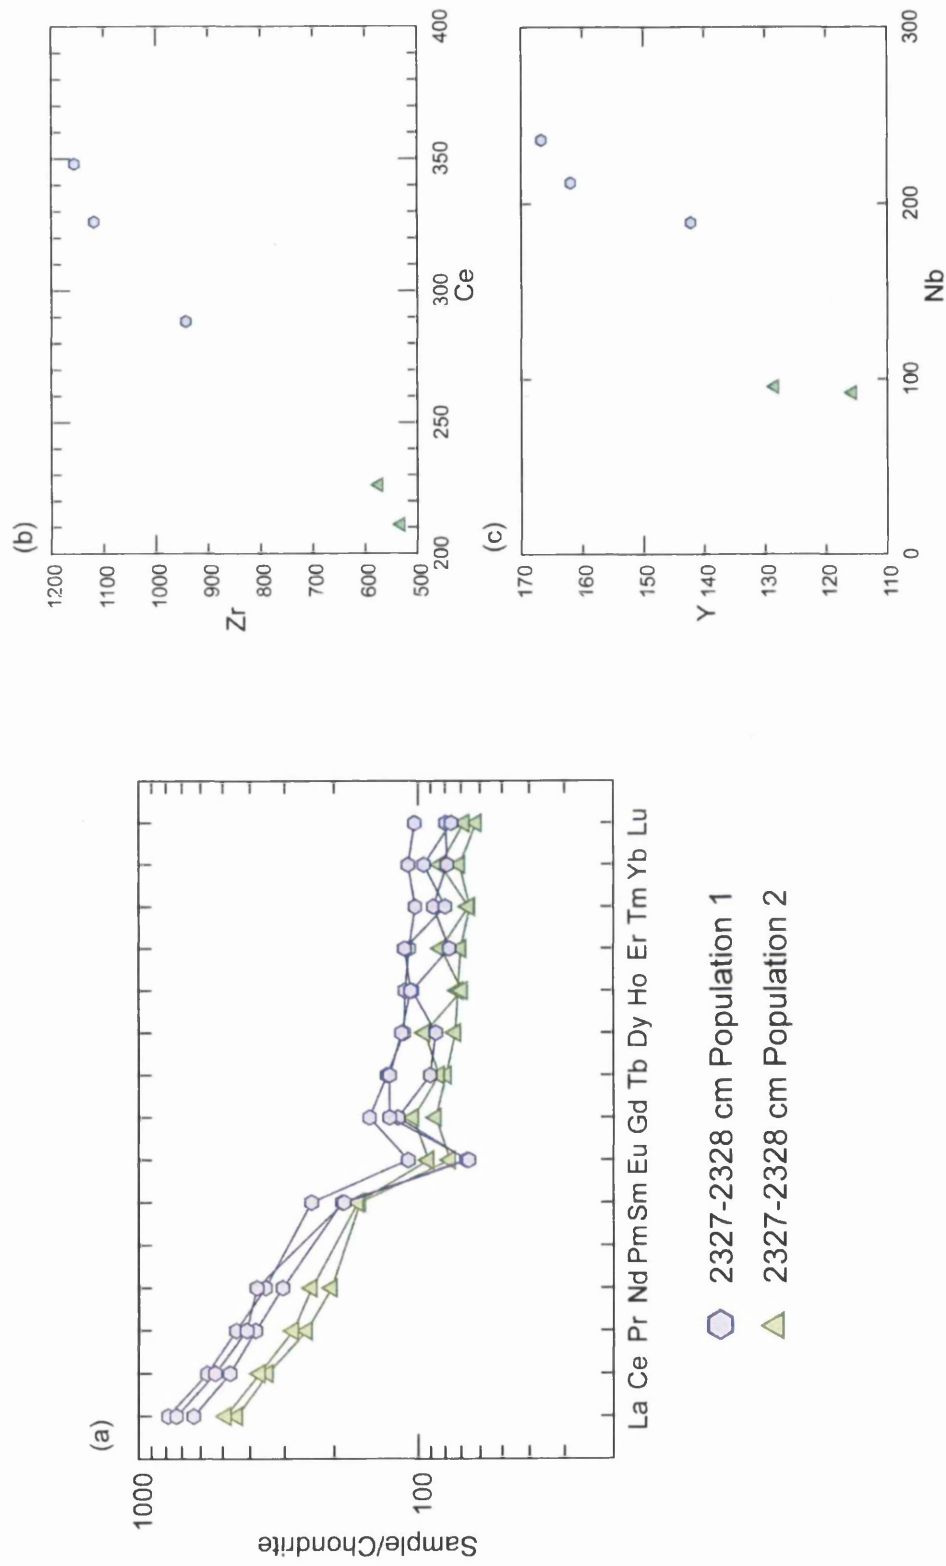 (a)
1000
100
Sample/Chondrite
La Ce Pr Nd Pm Sm Eu Gd Tb Dy Ho Er Tm Yb Lu
2327-2328 cm Population 1
2327-2328 cm Population 2
(b)
1200
1100
1000
900
800
700
600
500
Zr
200 250 300 350 400
Ce
(c)
170
160
150
140
130
120
110
Y
0 100 200 300
Nb